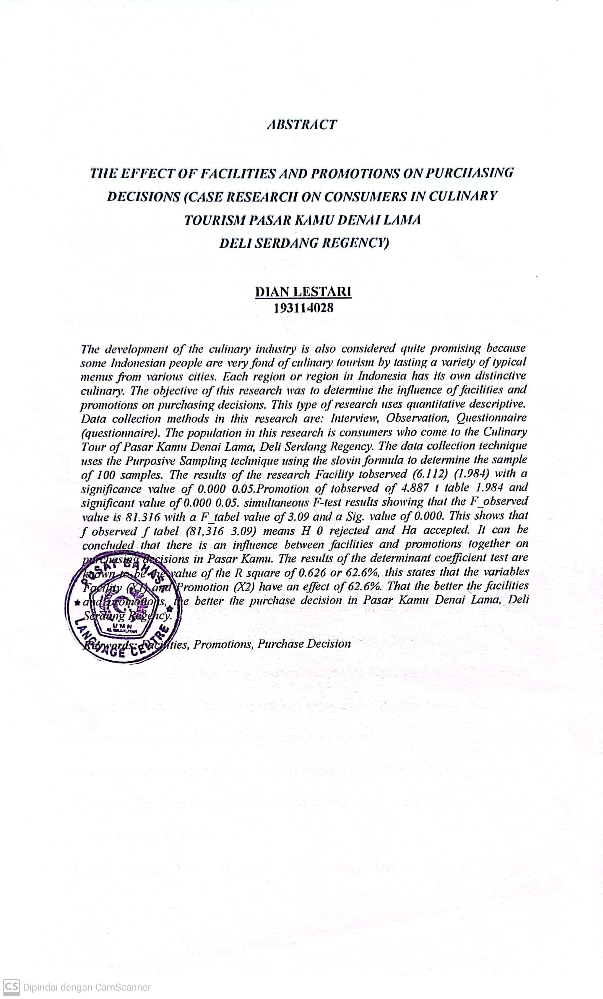 ABSTRACT
THE EFFECT OF FACILITIES AND PROMOTIONS ON PURCHASING
DECISIONS (CASE RESEARCH ON CONSUMERS IN CULINARY
TOURISM PASAR KAMU DENAI LAMA
DELI SERDANG REGENCY)
DIAN LESTARI
193114028
The development of the culinary industry is also considered quite promising because
some Indonesian people are very fond of culinary tourism by tasting a variety of typical
menus from various cities. Each region or region in Indonesia has its own distinctive
culinary. The objective of this research was to determine the influence of facilities and
promotions on purchasing decisions. This type of research uses quantitative descriptive.
Data collection methods in this research are: Interview, Observation, Questionnaire
(questionnaire). The population in this research is consumers who come to the Culinary
Tour of Pasar Kamu Denai Lama, Deli Serdang Regency. The data collection technique
uses the Purposive Sampling technique using the slovin formula to determine the sample
of 100 samples. The results of the research Facility tobserved (6.112) (1.984) with a
significance value of 0.000 0.05.Promotion of tobserved of 4.887 t table 1.984 and
significant value of 0.000 0.05. simultaneous F-test results showing that the F_observed
value is 81.316 with a F_tabel value of 3.09 and a Sig. value of 0.000. This shows that
f observed f tabel (81,316 3.09) means H 0 rejected and Ha accepted. It can be
concluded that there is an influence between facilities and promotions together on
purchasing decisions in Pasar Kamu. The results of the determinant coefficient test are
known to be the value of the R square of 0.626 or 62.6%, this states that the variables
Facility (X1) and Promotion (X2) have an effect of 62.6%. That the better the facilities
and promotions, the better the purchase decision in Pasar Kamu Denai Lama, Deli
Serdang Regency.
Keywords: Facilities, Promotions, Purchase Decision
PUSAT BAHASA
UMN
LANGUAGE CENTRE
CS Dipindai dengan CamScanner